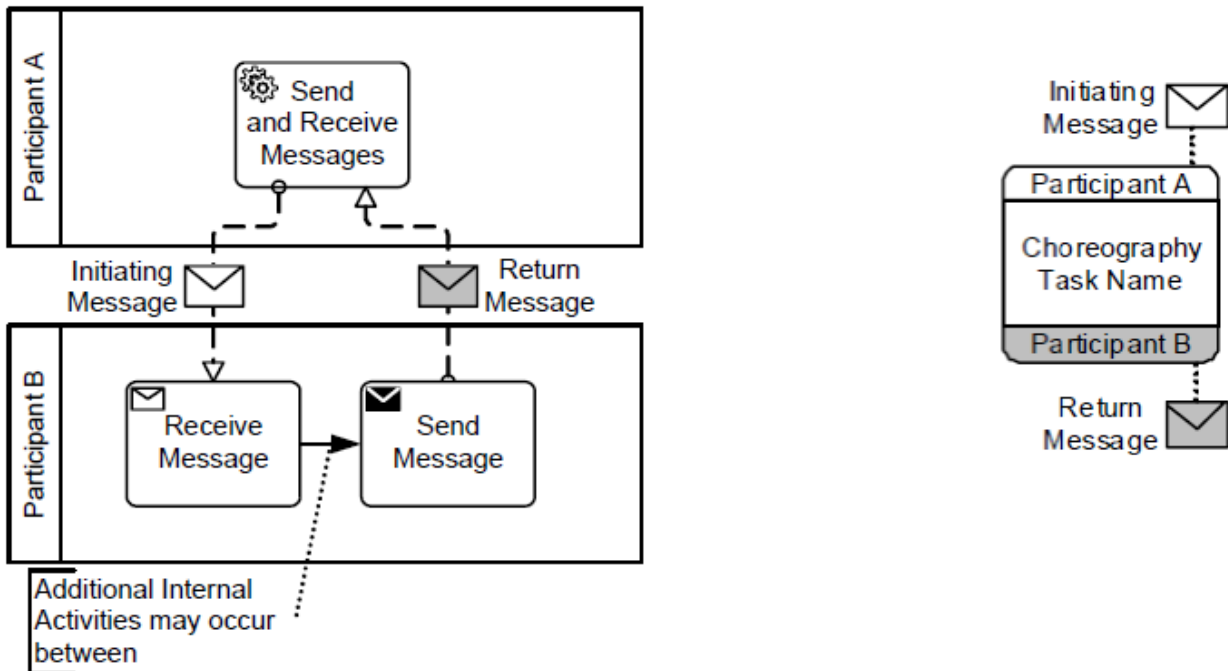 Participant A
Send
and Receive
Messages
Initiating
Message
Return
Message
Participant B
Receive
Message
Send
Message
Additional Internal
Activities may occur
between
Initiating
Message
Participant A
Choreography
Task Name
Participant B
Return
Message